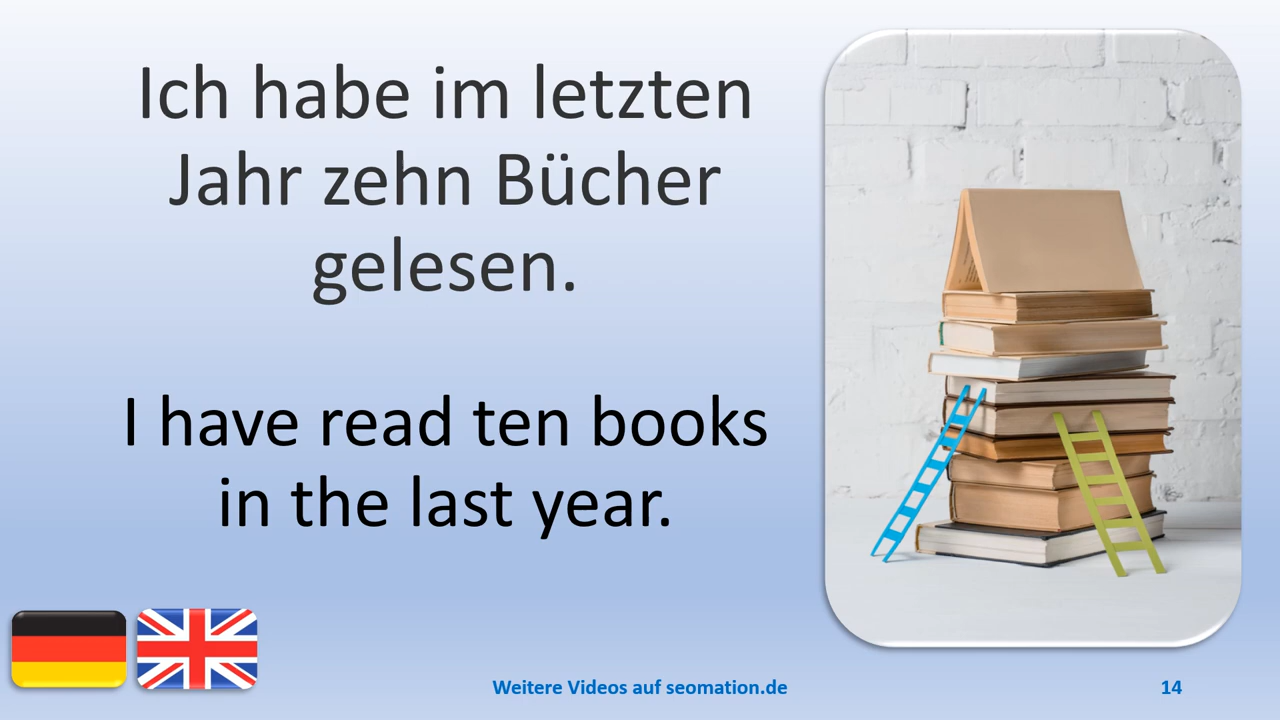 Ich habe im letzten
Jahr zehn Bücher
gelesen.
I have read ten books
in the last year.
Weitere Videos auf seomation.de
14